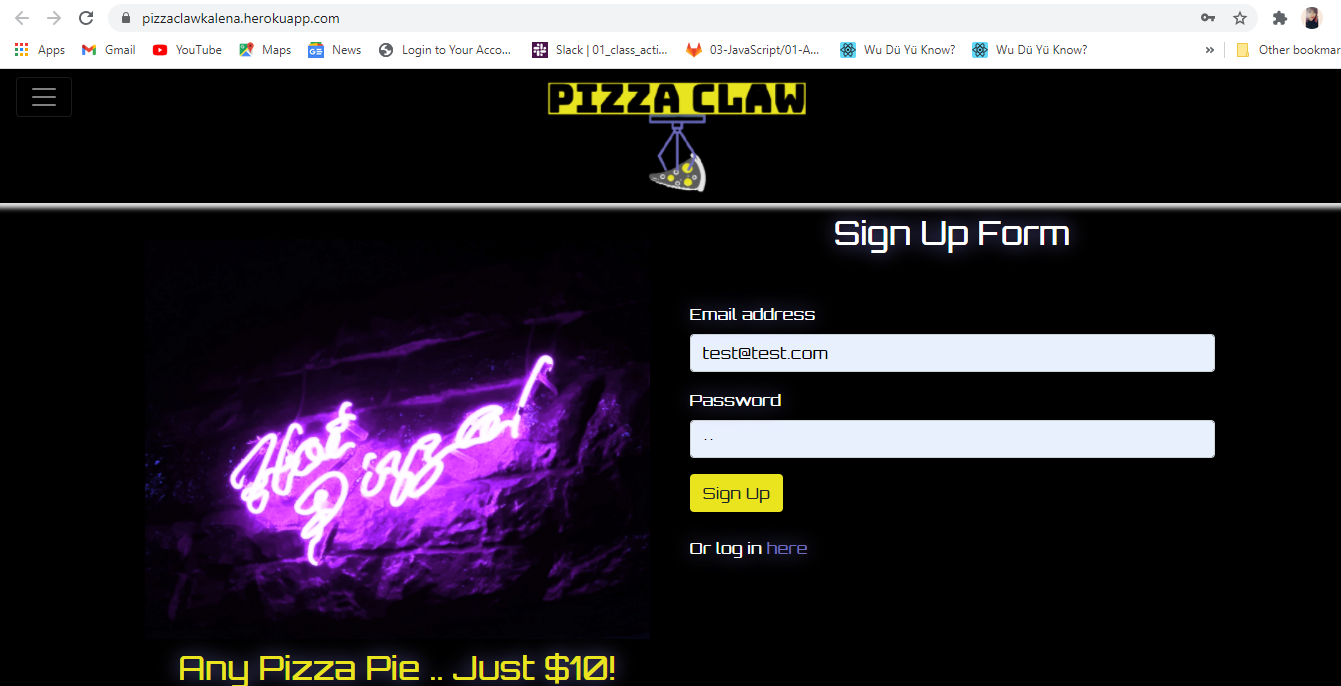 pizzaclawkalena.herokuapp.com
Apps Gmail YouTube Maps News Login to Your Acco... Slack | 01_class_acti... 03-JavaScript/01-A... Wu Dü Yü Know? Wu Dü Yü Know? » Other bookmar
PIZZA CLAW
Sign Up Form
Email address
test@test.com
Password
Sign Up
Or log in here
Hot
Pizza!
Any Pizza Pie .. Just $10!